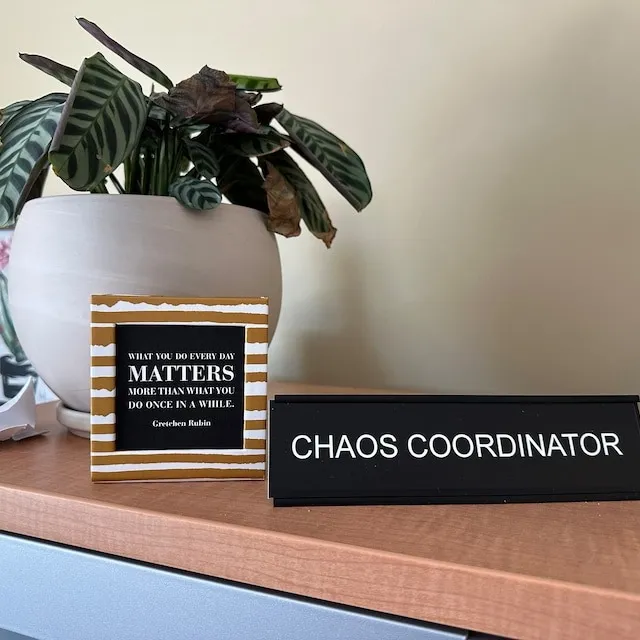 WHAT YOU DO EVERY DAY
MATTERS
MORE THAN WHAT YOU
DO ONCE IN A WHILE.
Gretchen Rubin
CHAOS COORDINATOR